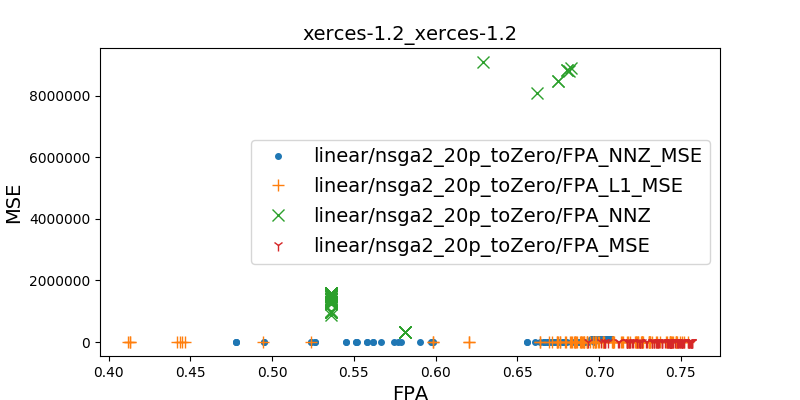 xerces-1.2_xerces-1.2
MSE
8000000
6000000
4000000
2000000
0
linear/nsga2_20p_toZero/FPA_NNZ_MSE
linear/nsga2_20p_toZero/FPA_L1_MSE
linear/nsga2_20p_toZero/FPA_NNZ
linear/nsga2_20p_toZero/FPA_MSE
0.40 0.45 0.50 0.55 0.60 0.65 0.70 0.75
FPA